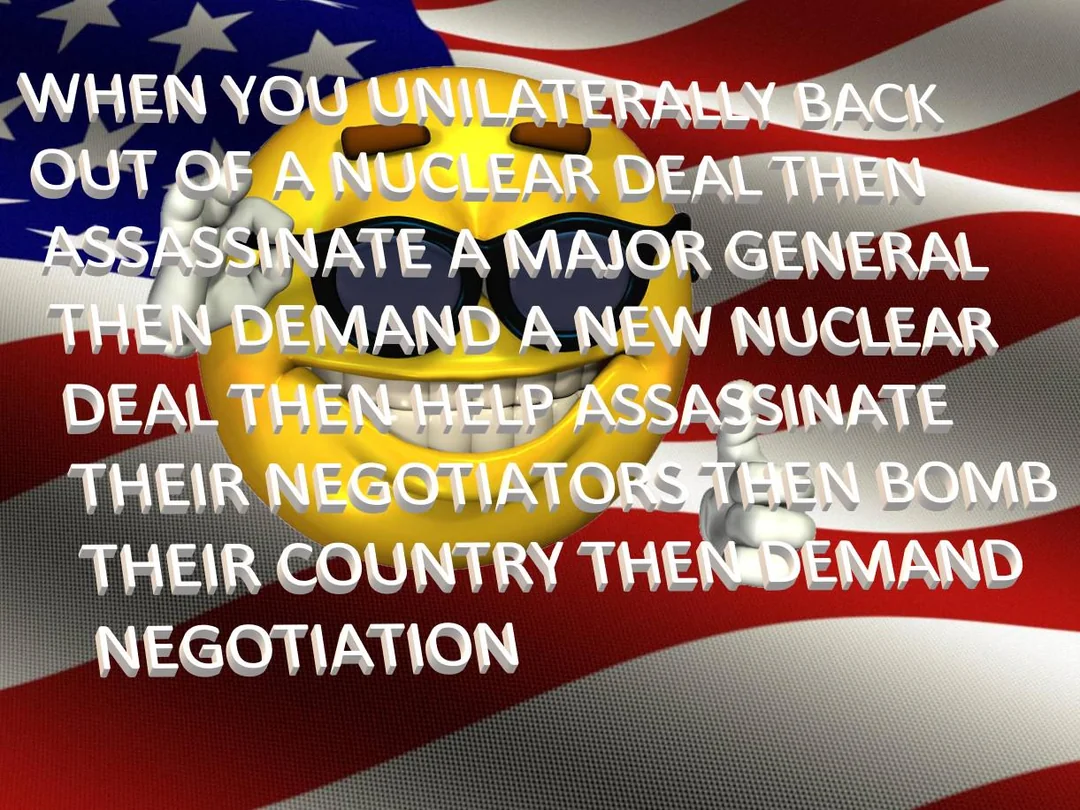 WHEN YOU UNILATERALLY BACK
OUT OF A NUCLEAR DEAL THEN
ASSASSINATE A MAJOR GENERAL
THEN DEMAND A NEW NUCLEAR
DEAL THEN HELP ASSASSINATE
THEIR NEGOTIATORS THEN BOMB
THEIR COUNTRY THEN DEMAND
NEGOTIATION